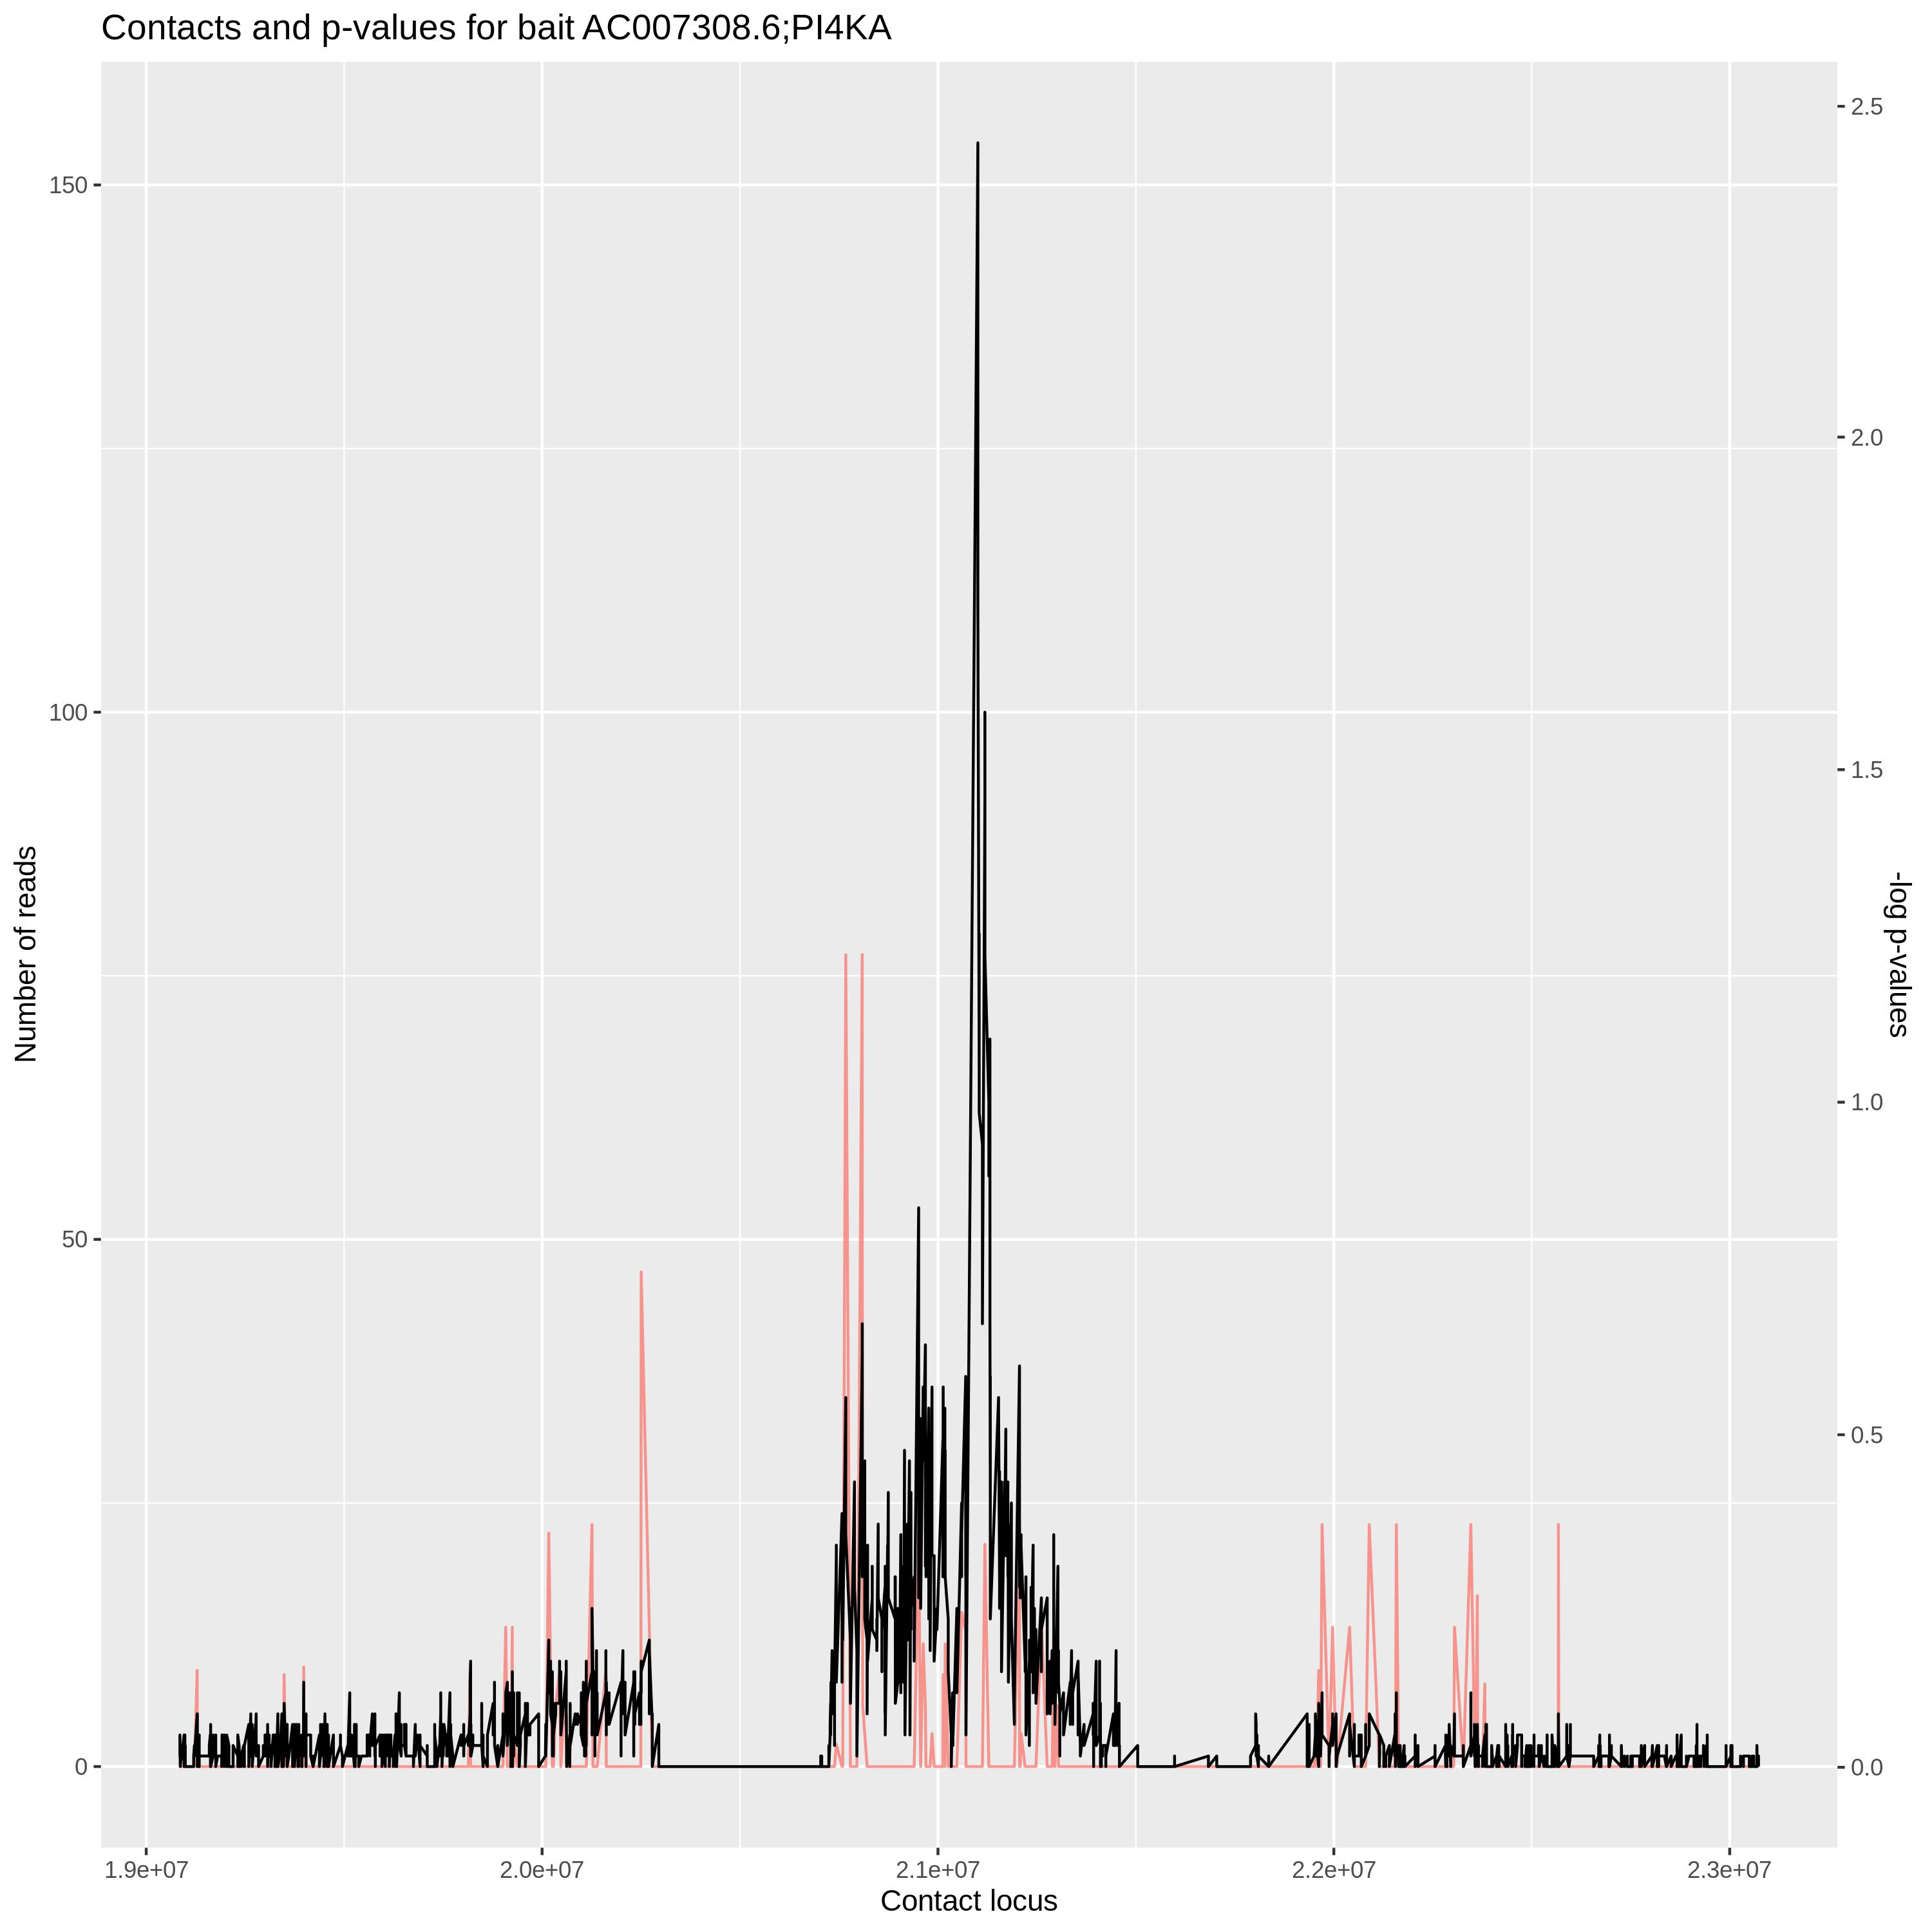 Contacts and p-values for bait AC007308.6;PI4KA
150
100
50
0
Number of reads
2.5
2.0
1.5
1.0
0.5
0.0
-log p-values
1.9e+07
2.0e+07
2.1e+07
2.2e+07
2.3e+07
Contact locus